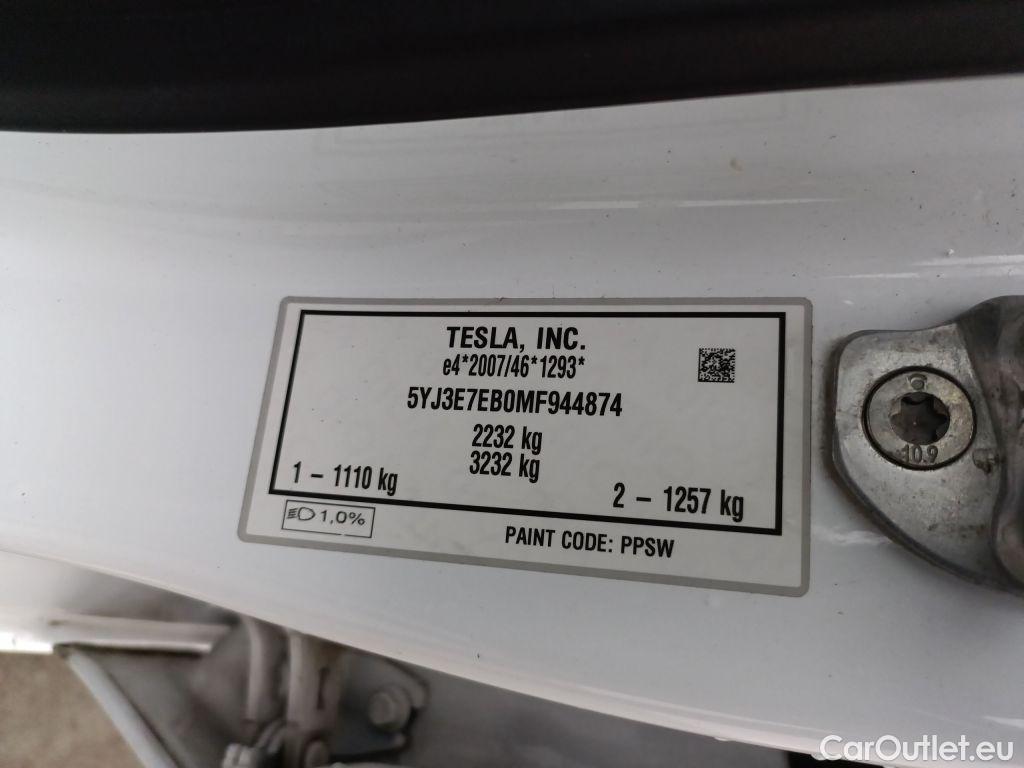 TESLA, INC.
e4*2007/46*1293*
5YJ3E7EB0MF944874
2232 kg
3232 kg
1 - 1110 kg
2 - 1257 kg
1,0%
PAINT CODE: PPSW
10.9
CarOutlet.eu